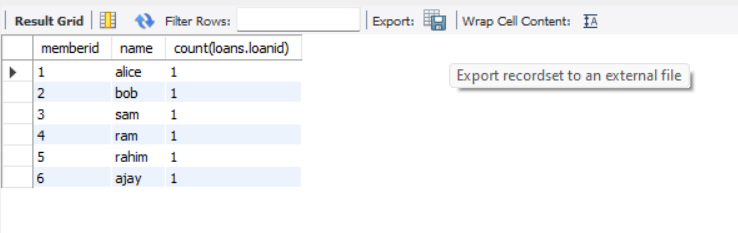 Result Grid Filter Rows: Export: Wrap Cell Content: IA
memberid name count(loans.loanid)
1 alice 1
Export recordset to an external file
2 bob 1
3 sam 1
4 ram 1
5 rahim 1
6 ajay 1